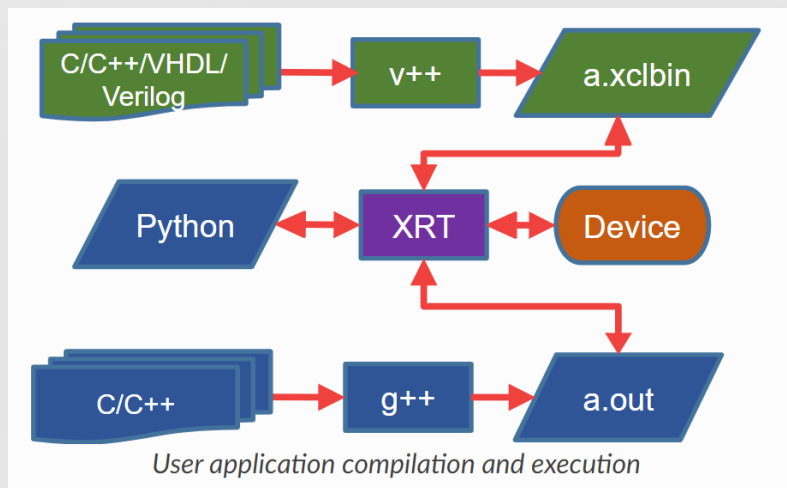 C/C++/VHDL/
Verilog
v++
a.xclbin
Python
XRT
Device
C/C++
g++
a.out
User application compilation and execution